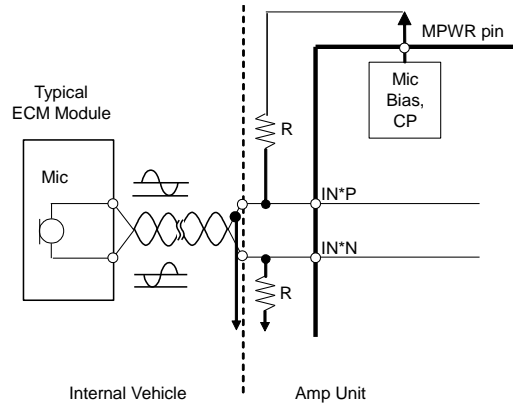 MPWR pin
Typical
ECM Module
Mic
Bias,
CP
R
Mic
IN*P
IN*N
R
Internal Vehicle
Amp Unit